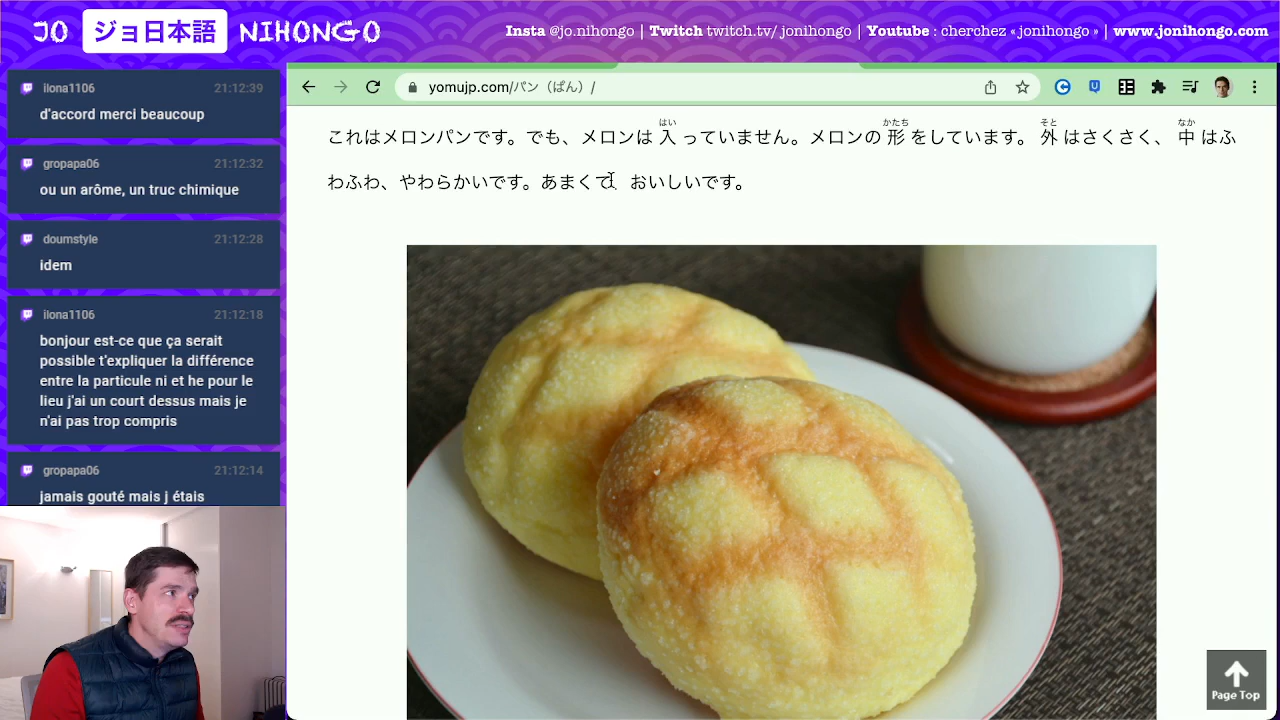 JO ジョ日本語 NIHONGO
Insta @jo.nihongo | Twitch twitch.tv/jonihongo | Youtube : cherchez « jonihongo » | www.jonihongo.com
ilona1106 21:12:39
d'accord merci beaucoup
gropapa06 21:12:32
ou un arôme, un truc chimique
doumstyle 21:12:28
idem
ilona1106 21:12:18
bonjour est-ce que ça serait
possible t'expliquer la différence
entre la particule ni et he pour le
lieu j'ai un court dessus mais je
n'ai pas trop compris
gropapa06 21:12:14
jamais gouté mais j étais
yomujp.com/パン（ぱん）/
はい かたち そと なか
これはメロンパンです。でも、メロンは入っていません。メロンの形をしています。外はさくさく、中はふ
わふわ、やわらかいです。あまくて おいしいです。
Page Top